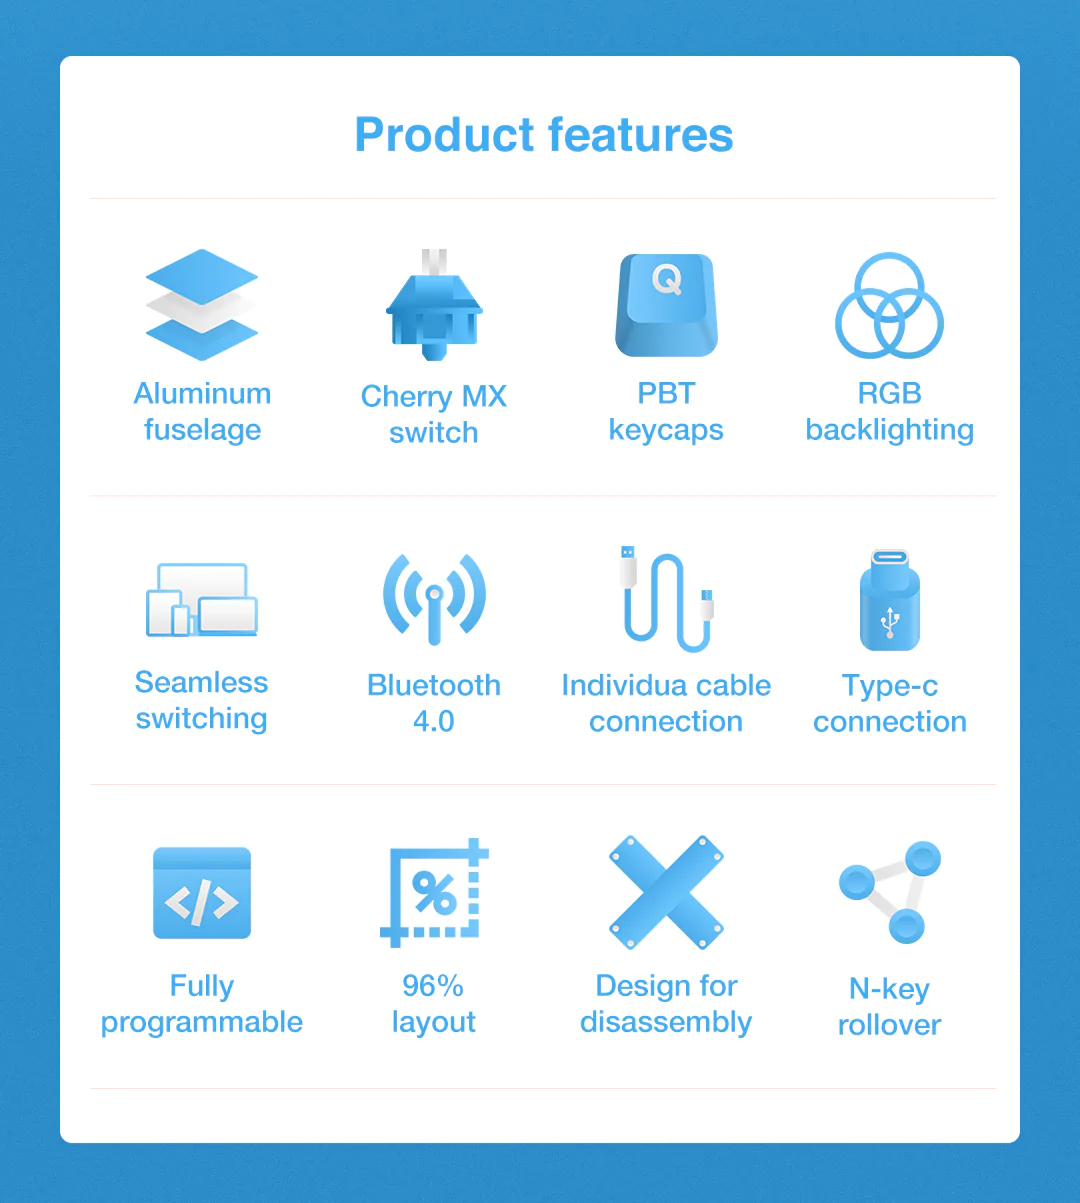 Product features
Q
Aluminum
fuselage
Cherry MX
switch
PBT
keycaps
RGB
backlighting
Seamless
switching
Bluetooth
4.0
Individua cable
connection
Type-c
connection
</>
%
Fully
programmable
96%
layout
Design for
disassembly
N-key
rollover